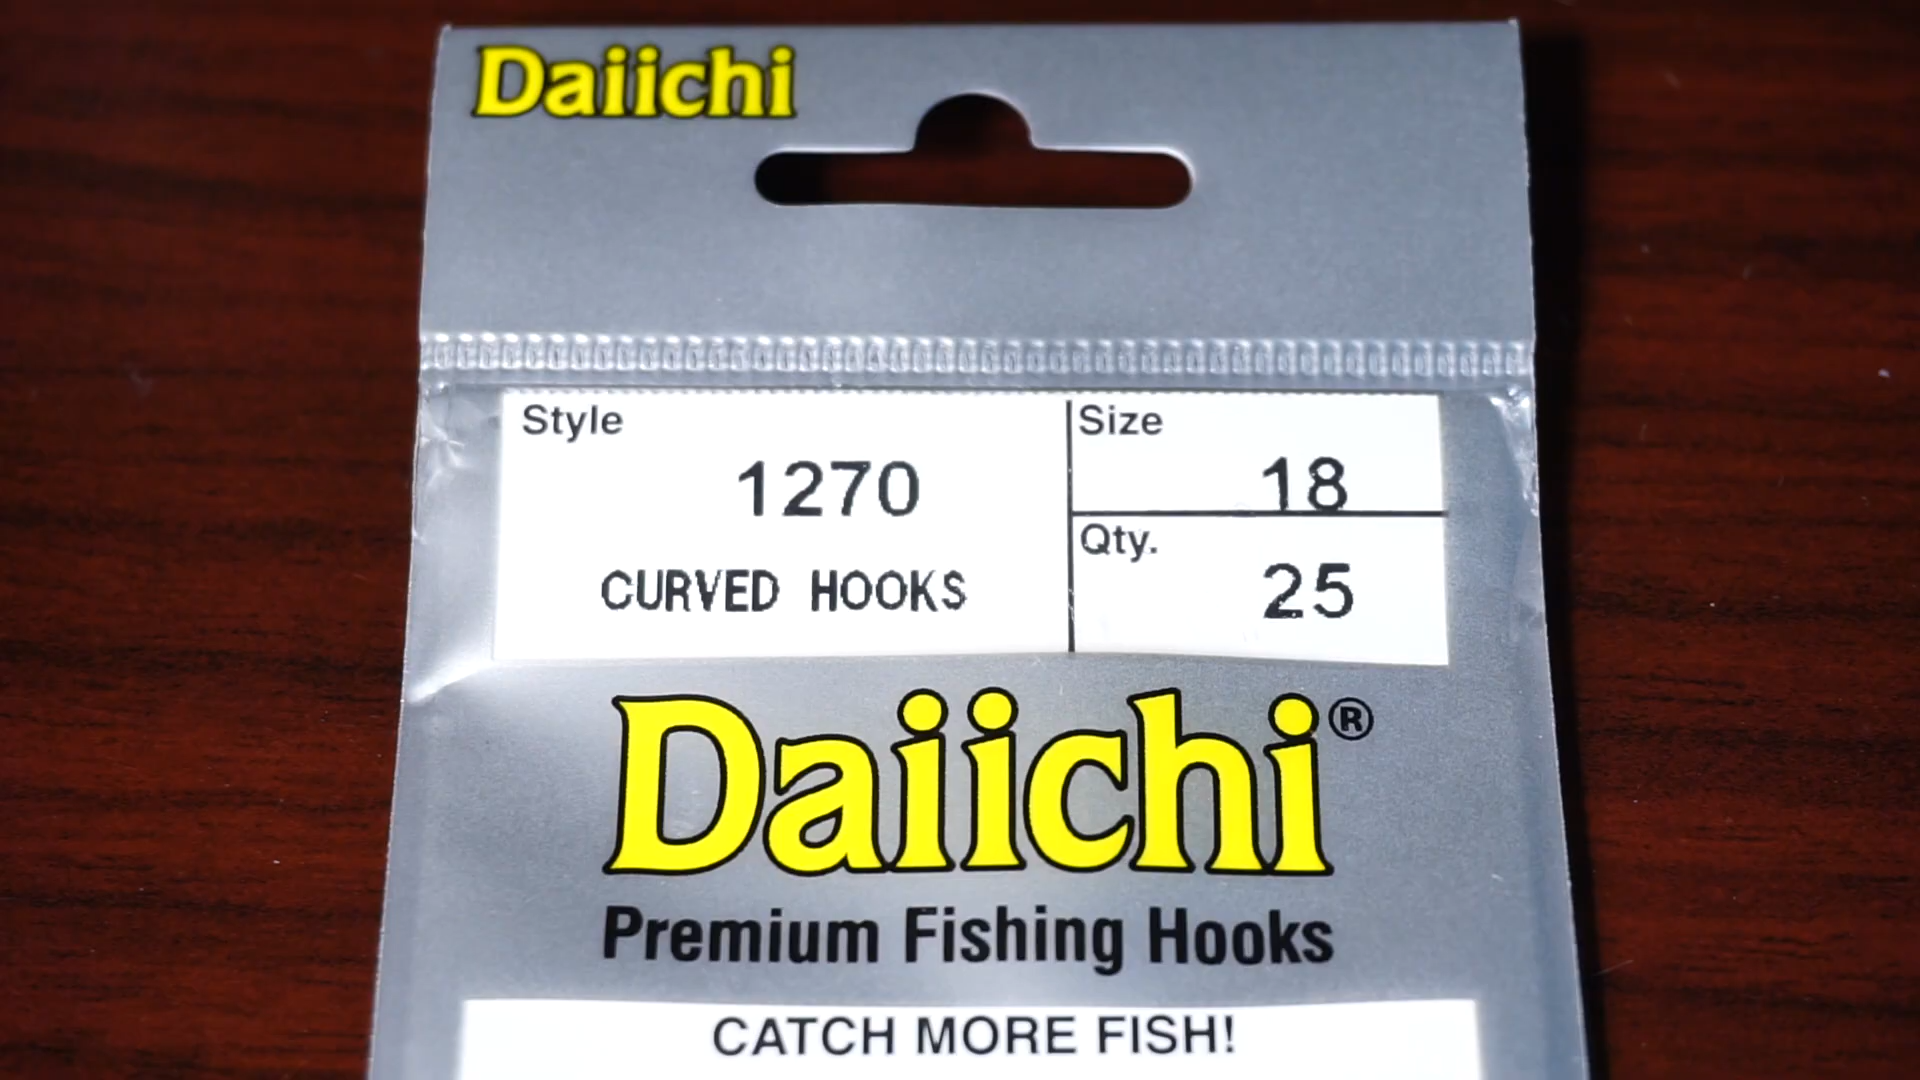 Daiichi
Style
1270
CURVED HOOKS
Size
18
Qty.
25
Daiichi®
Premium Fishing Hooks
CATCH MORE FISH!